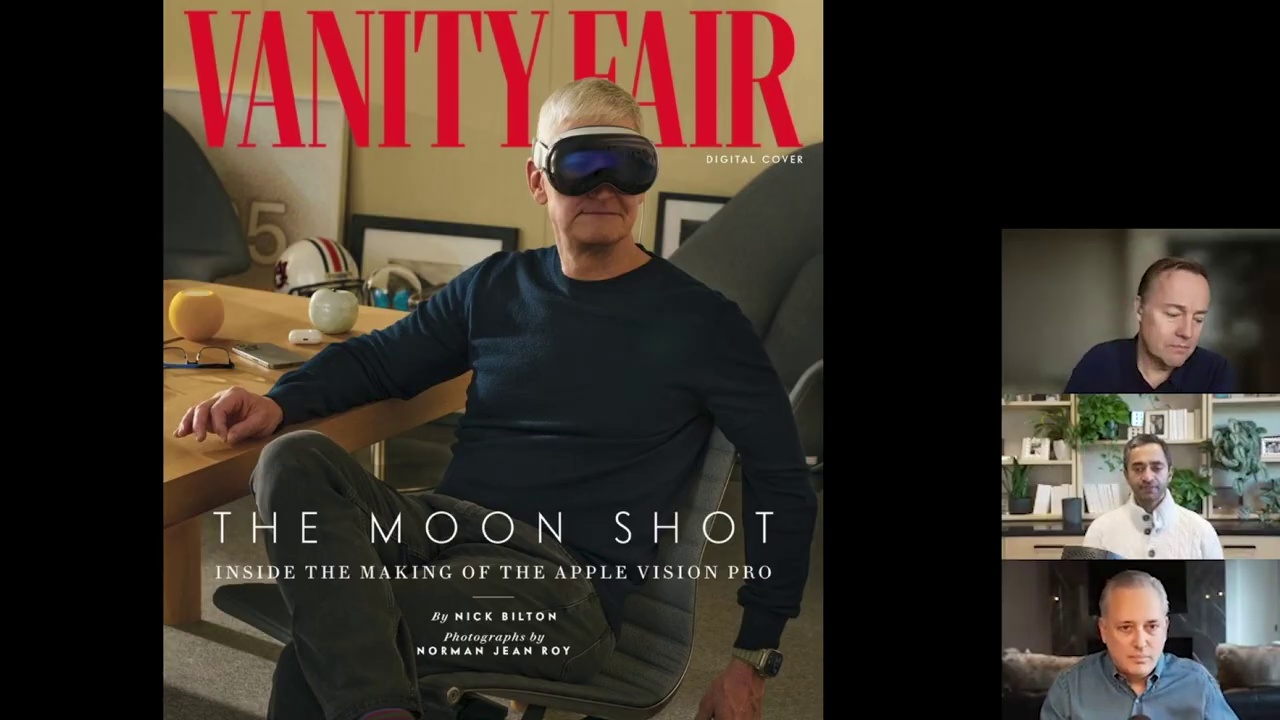 VANITY FAIR
DIGITAL COVER
5
THE MOON SHOT
INSIDE THE MAKING OF THE APPLE VISION PRO
By NICK BILTON
Photographs by
NORMAN JEAN ROY